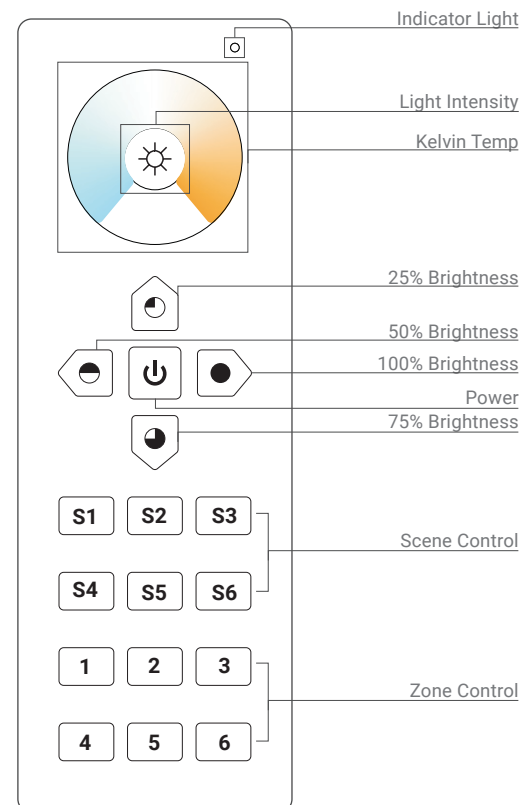 Indicator Light
Light Intensity
Kelvin Temp
25% Brightness
50% Brightness
100% Brightness
Power
75% Brightness
S1 S2 S3
Scene Control
S4 S5 S6
1 2 3
Zone Control
4 5 6